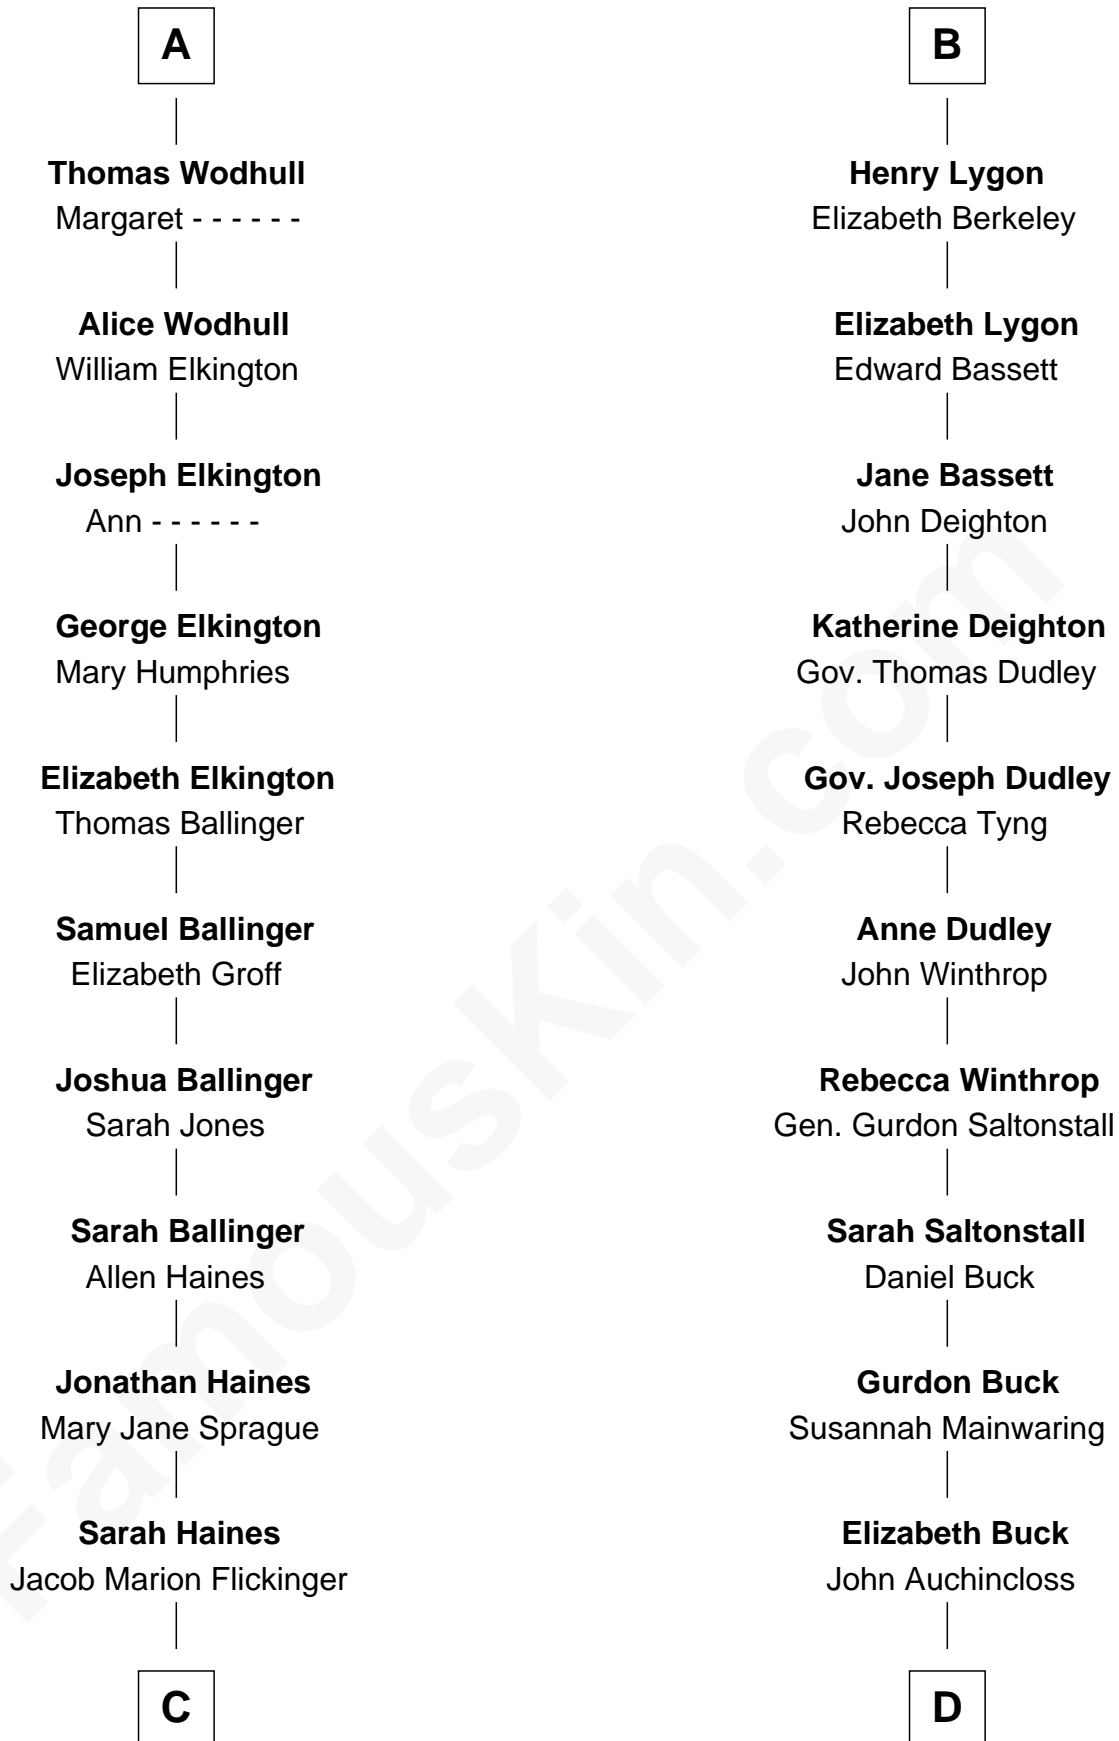 A
Thomas Wodhull
Margaret - - - - - -
Alice Wodhull
William Elkington
Joseph Elkington
Ann - - - - - -
George Elkington
Mary Humphries
Elizabeth Elkington
Thomas Ballinger
Samuel Ballinger
Elizabeth Groff
Joshua Ballinger
Sarah Jones
Sarah Ballinger
Allen Haines
Jonathan Haines
Mary Jane Sprague
Sarah Haines
Jacob Marion Flickinger
C
B
Henry Lygon
Elizabeth Berkeley
Elizabeth Lygon
Edward Bassett
Jane Bassett
John Deighton
Katherine Deighton
Gov. Thomas Dudley
Gov. Joseph Dudley
Rebecca Tyng
Anne Dudley
John Winthrop
Rebecca Winthrop
Gen. Gurdon Saltonstall
Sarah Saltonstall
Daniel Buck
Gurdon Buck
Susannah Mainwaring
Elizabeth Buck
John Auchincloss
D
FamousKin.com